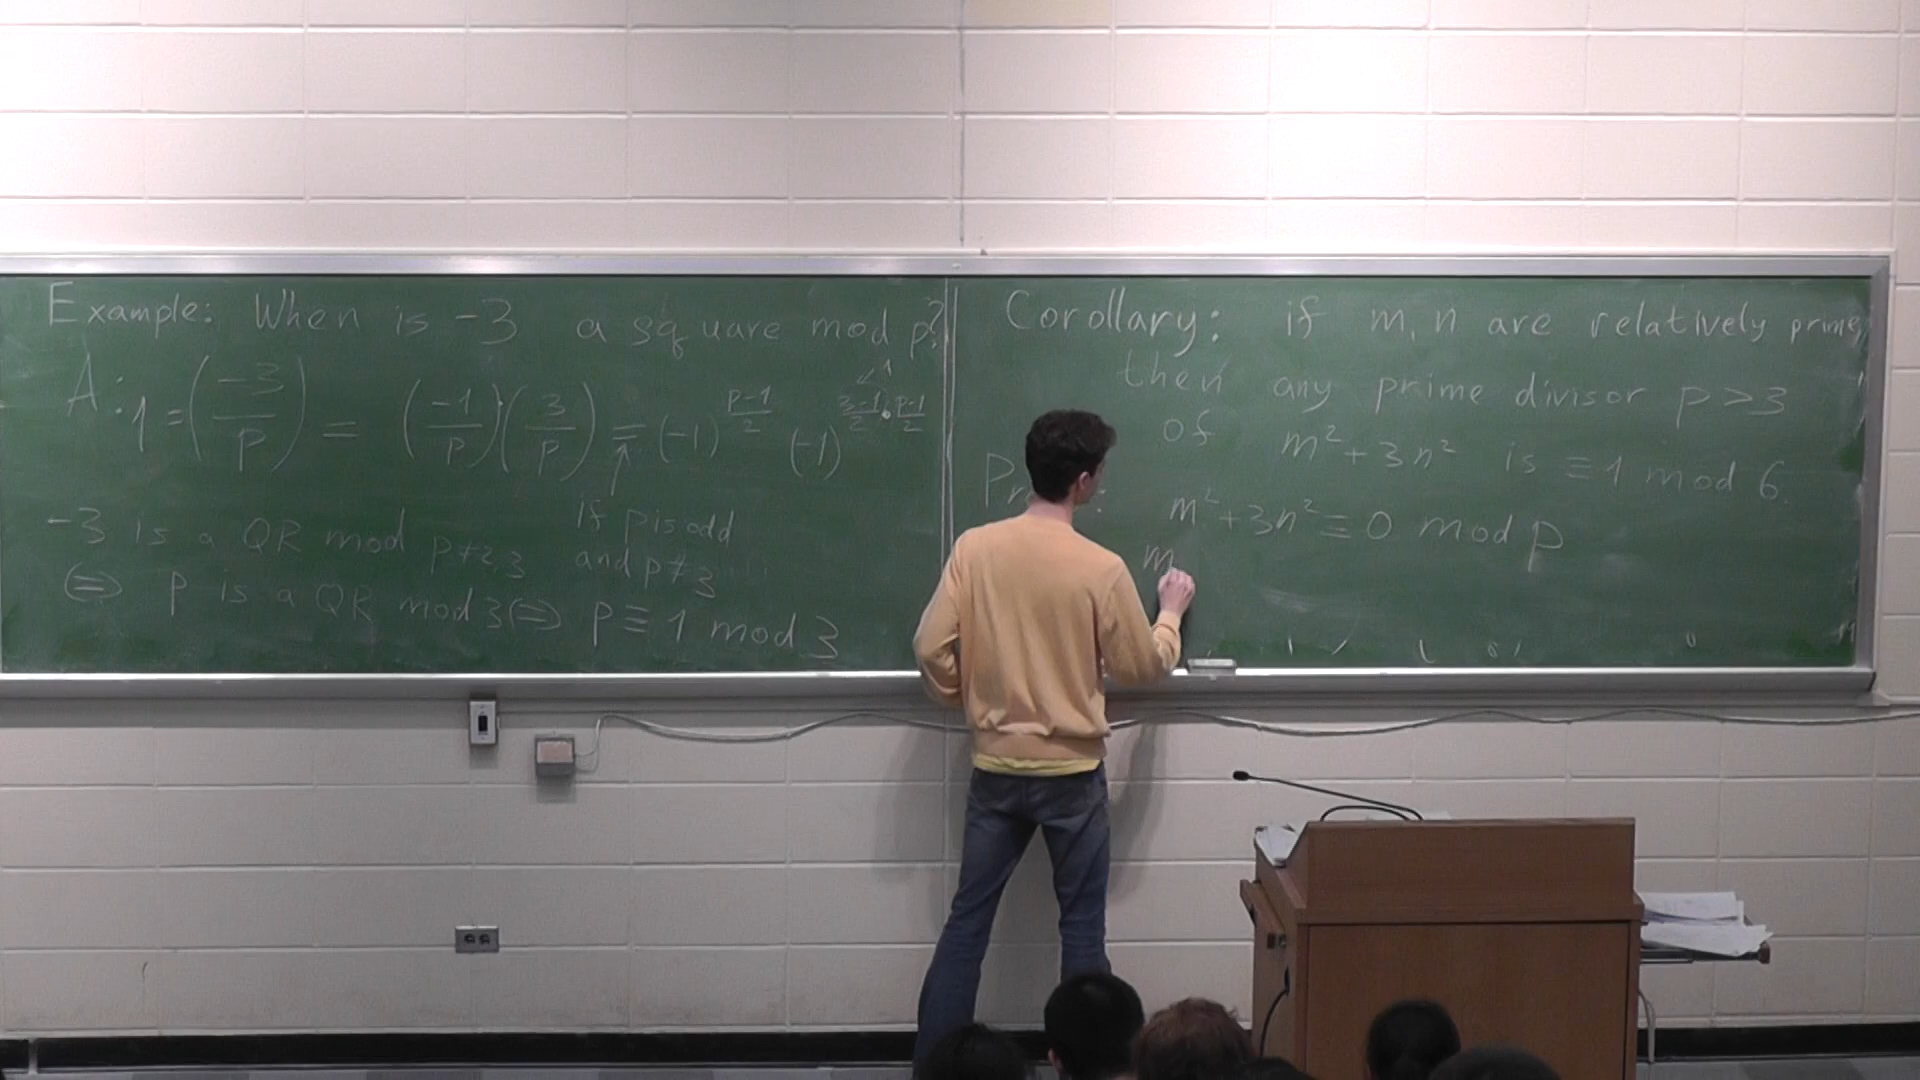 Example: When is -3 a square mod p?
A: 1 = (-3/p) = (-1/p)(3/p) = (-1)^{(p-1)/2} (-1)^{(3-1)/2 · (p-1)/2}
↙ 1
↑
if p is odd
and p≠3
-3 is a QR mod p≠2,3
⟺ p is a QR mod 3 ⟺ p ≡ 1 mod 3
Corollary: if m, n are relatively prime,
then any prime divisor p > 3
of m² + 3n² is ≡ 1 mod 6.
m² + 3n² ≡ 0 mod p
m